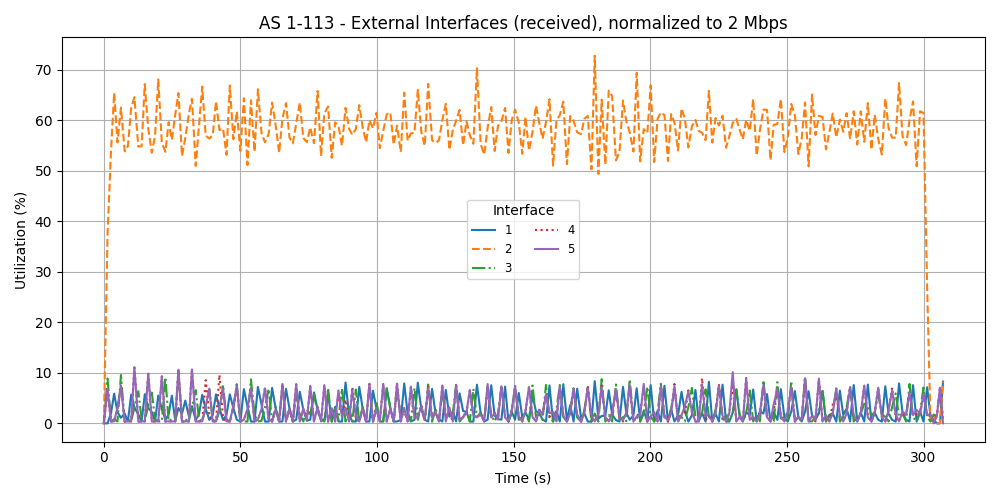 AS 1-113 - External Interfaces (received), normalized to 2 Mbps
Utilization (%)
70
60
50
40
30
20
10
0
Interface
1 4
2 5
3
0 50 100 150 200 250 300
Time (s)